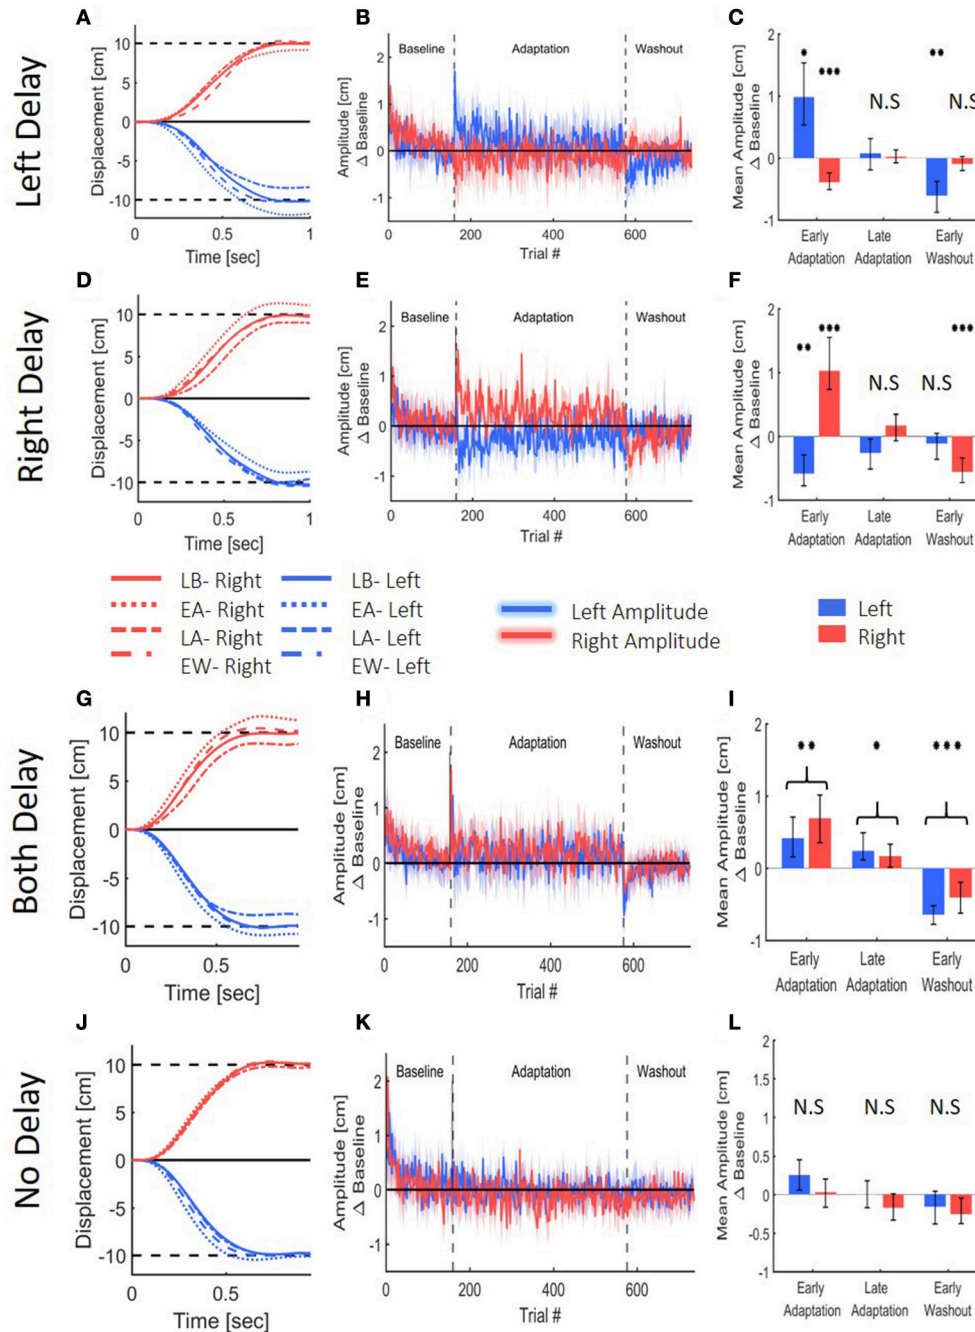 A
B
C
Left Delay
Displacement [cm]
10
5
0
-5
-10
0
0.5
1
Time [sec]
Amplitude [cm]
Δ Baseline
2
1
0
-1
Baseline
Adaptation
Washout
0
200
400
600
Trial #
Mean Amplitude [cm]
Δ Baseline
2
1
0
-1
*
***
N.S
**
N.S
Early Adaptation
Late Adaptation
Early Washout
D
E
F
Right Delay
Displacement [cm]
10
5
0
-5
-10
0
0.5
1
Time [sec]
Amplitude [cm]
Δ Baseline
2
1
0
-1
Baseline
Adaptation
Washout
0
200
400
600
Trial #
Mean Amplitude [cm]
Δ Baseline
2
1
0
-1
**
***
N.S
N.S
***
Early Adaptation
Late Adaptation
Early Washout
LB- Right
LB- Left
EA- Right
EA- Left
LA- Right
LA- Left
EW- Right
EW- Left
Left Amplitude
Right Amplitude
Left
Right
G
H
I
Both Delay
Displacement [cm]
10
5
0
-5
-10
0
0.5
Time [sec]
Amplitude [cm]
Δ Baseline
2
1
0
-1
Baseline
Adaptation
Washout
0
200
400
600
Trial #
Mean Amplitude [cm]
Δ Baseline
2
1
0
-1
**
*
***
Early Adaptation
Late Adaptation
Early Washout
J
K
L
No Delay
Displacement [cm]
10
5
0
-5
-10
0
0.5
Time [sec]
Amplitude [cm]
Δ Baseline
2
1
0
-1
Baseline
Adaptation
Washout
0
200
400
600
Trial #
Mean Amplitude [cm]
Δ Baseline
2
1.5
1
0.5
0
-0.5
-1
N.S
N.S
N.S
Early Adaptation
Late Adaptation
Early Washout